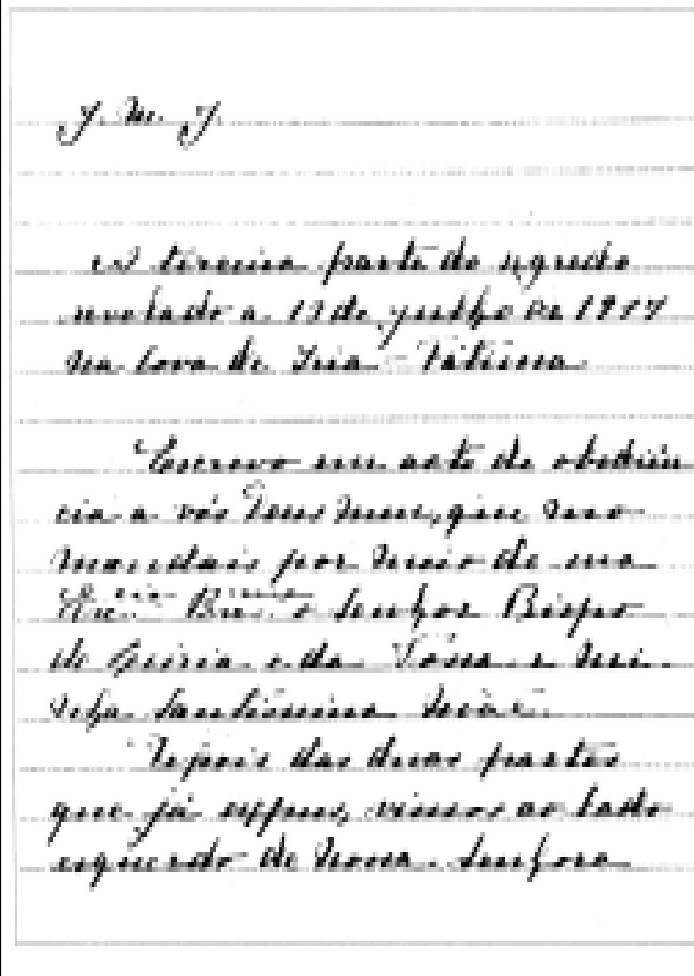 J. M. J.
A terceira parte do segredo
revelado a 13 de julho de 1917
na Cova de Iria - Fátima.
Escrevo em acto de obediên
cia a vós Deus meu, que mo
mandais por meio de sua
Ex.cia Rev.ma o Senhor Bispo
de Leiria e da Vossa e mi
nha Santíssima Mãe.
Depois das duas partes
que já expus, vimos ao lado
esquerdo de Nossa Senhora